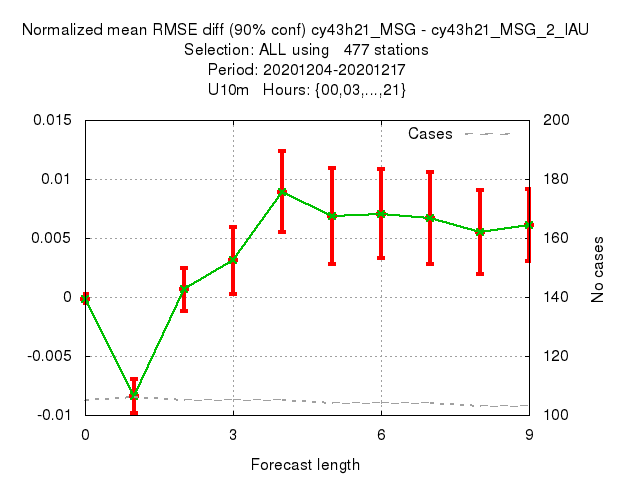 Normalized mean RMSE diff (90% conf) cy43h21_MSG - cy43h21_MSG_2_IAU
Selection: ALL using   477 stations
Period: 20201204-20201217
U10m   Hours: {00,03,...,21}
0.015
0.01
0.005
0
-0.005
-0.01
200
180
160
140
120
100
Cases
No cases
0 3 6 9
Forecast length